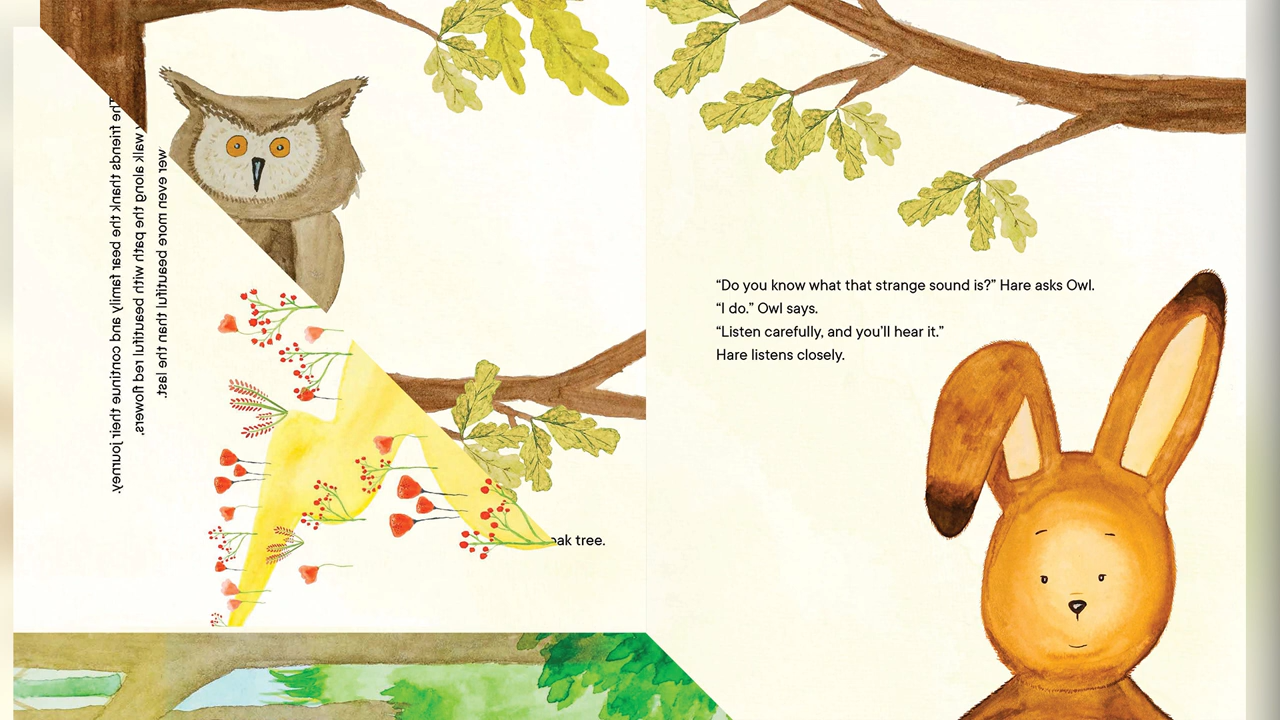 The friends thank the bear family and continue their journey.
walk along the path with beautiful red flowers,
wer even more beautiful than the last.
oak tree.
“Do you know what that strange sound is?” Hare asks Owl.
“I do.” Owl says.
“Listen carefully, and you’ll hear it.”
Hare listens closely.